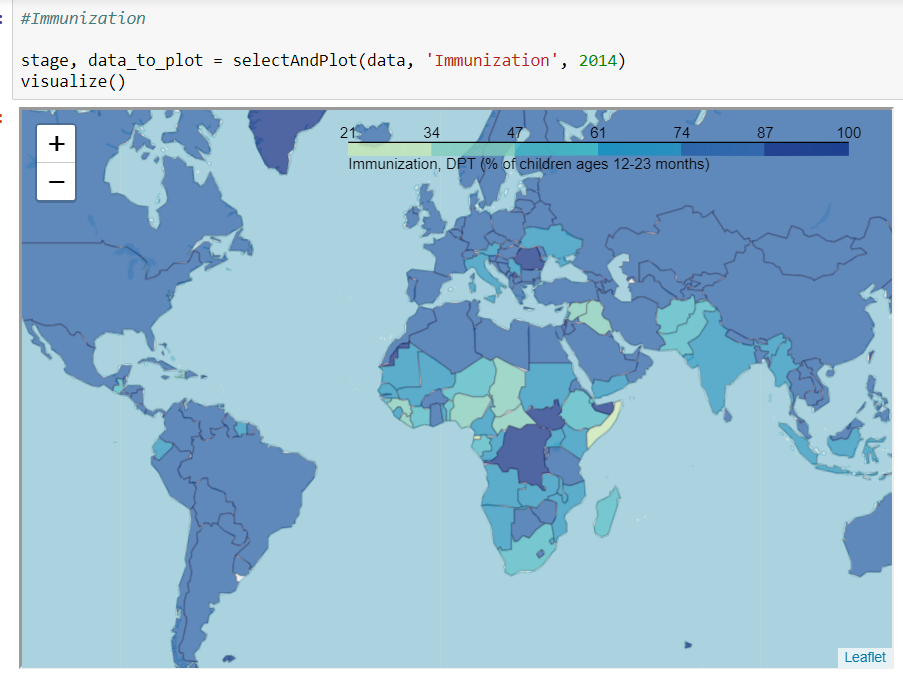 #Immunization
stage, data_to_plot = selectAndPlot(data, 'Immunization', 2014)
visualize()
+
−
21 34 47 61 74 87 100
Immunization, DPT (% of children ages 12-23 months)
Leaflet